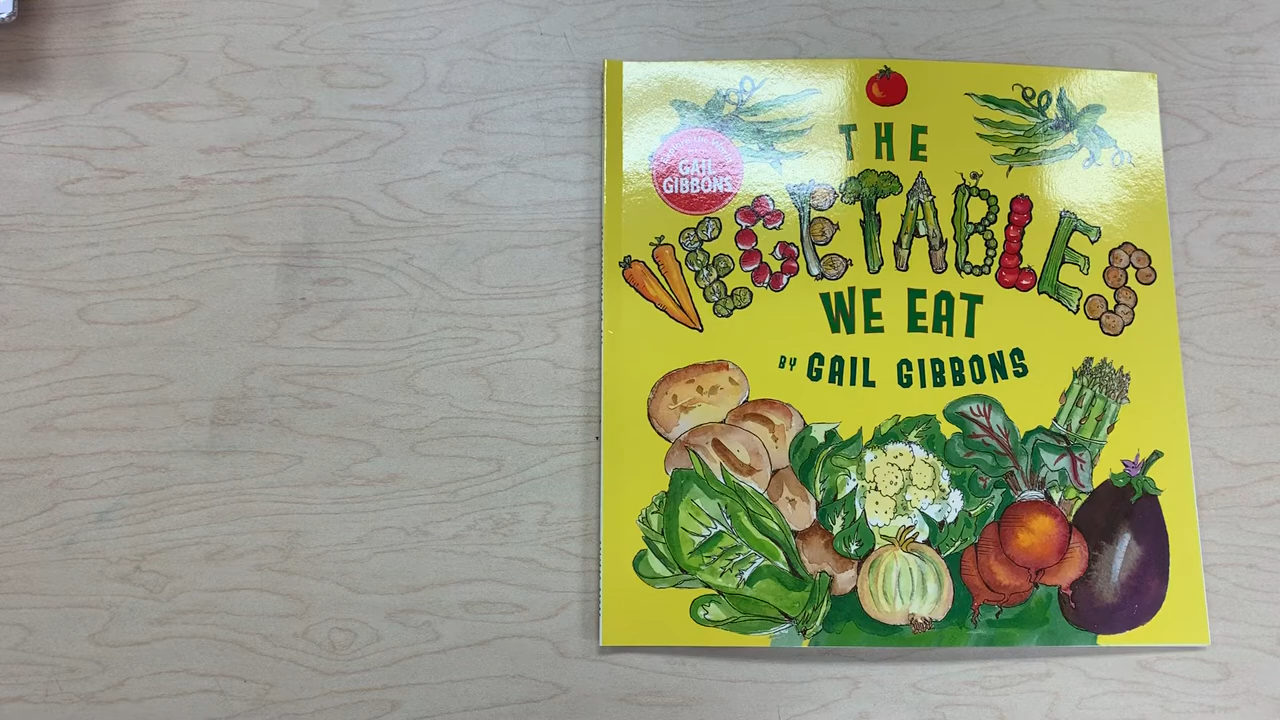 THE
GAIL
GIBBONS
VEGETABLES
WE EAT
BY GAIL GIBBONS